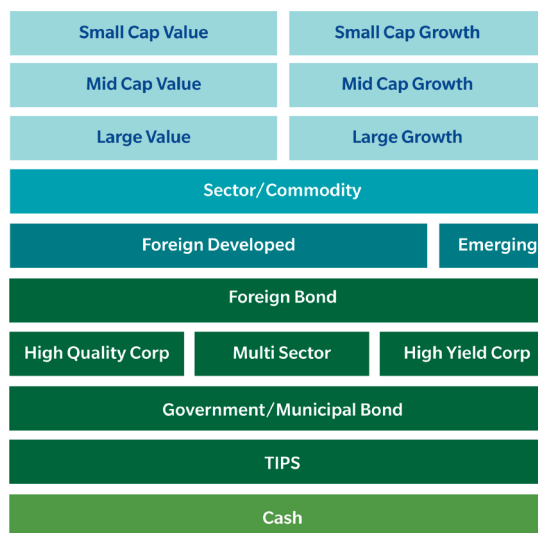 Small Cap Value
Small Cap Growth
Mid Cap Value
Mid Cap Growth
Large Value
Large Growth
Sector/Commodity
Foreign Developed
Emerging
Foreign Bond
High Quality Corp
Multi Sector
High Yield Corp
Government/Municipal Bond
TIPS
Cash